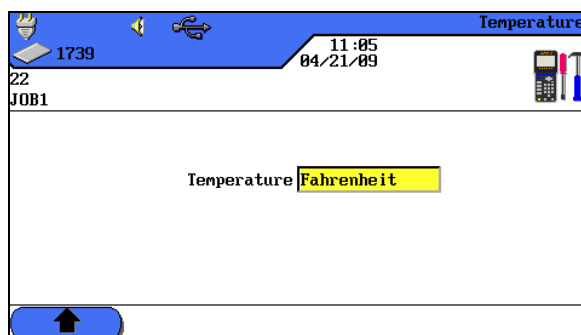 Temperature
1739
11:05
04/21/09
22
JOB1
Temperature Fahrenheit